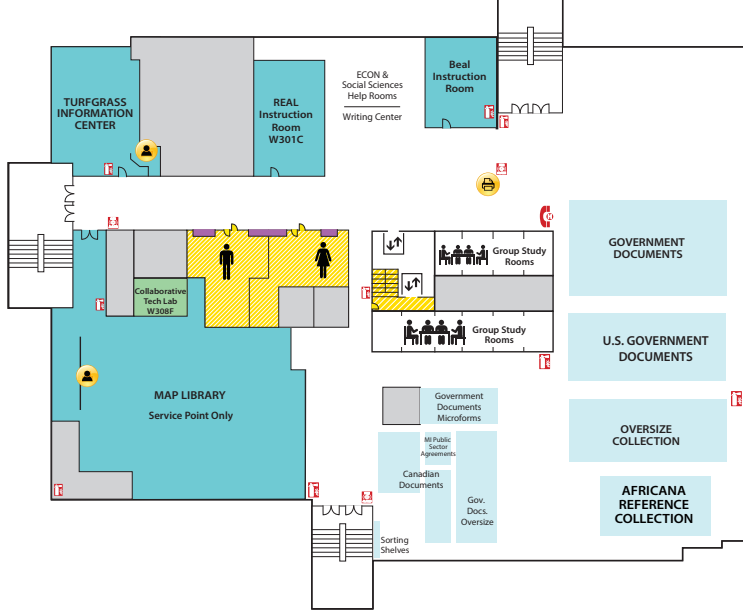 TURFGRASS
INFORMATION
CENTER
REAL
Instruction
Room
W301C
ECON &
Social Sciences
Help Rooms
Writing Center
Beal
Instruction
Room
Collaborative
Tech Lab
W308F
Group Study
Rooms
Group Study
Rooms
GOVERNMENT
DOCUMENTS
U.S. GOVERNMENT
DOCUMENTS
MAP LIBRARY
Service Point Only
Government
Documents
Microforms
MI Public
Sector
Agreements
Canadian
Documents
Gov.
Docs.
Oversize
Sorting
Shelves
OVERSIZE
COLLECTION
AFRICANA
REFERENCE
COLLECTION